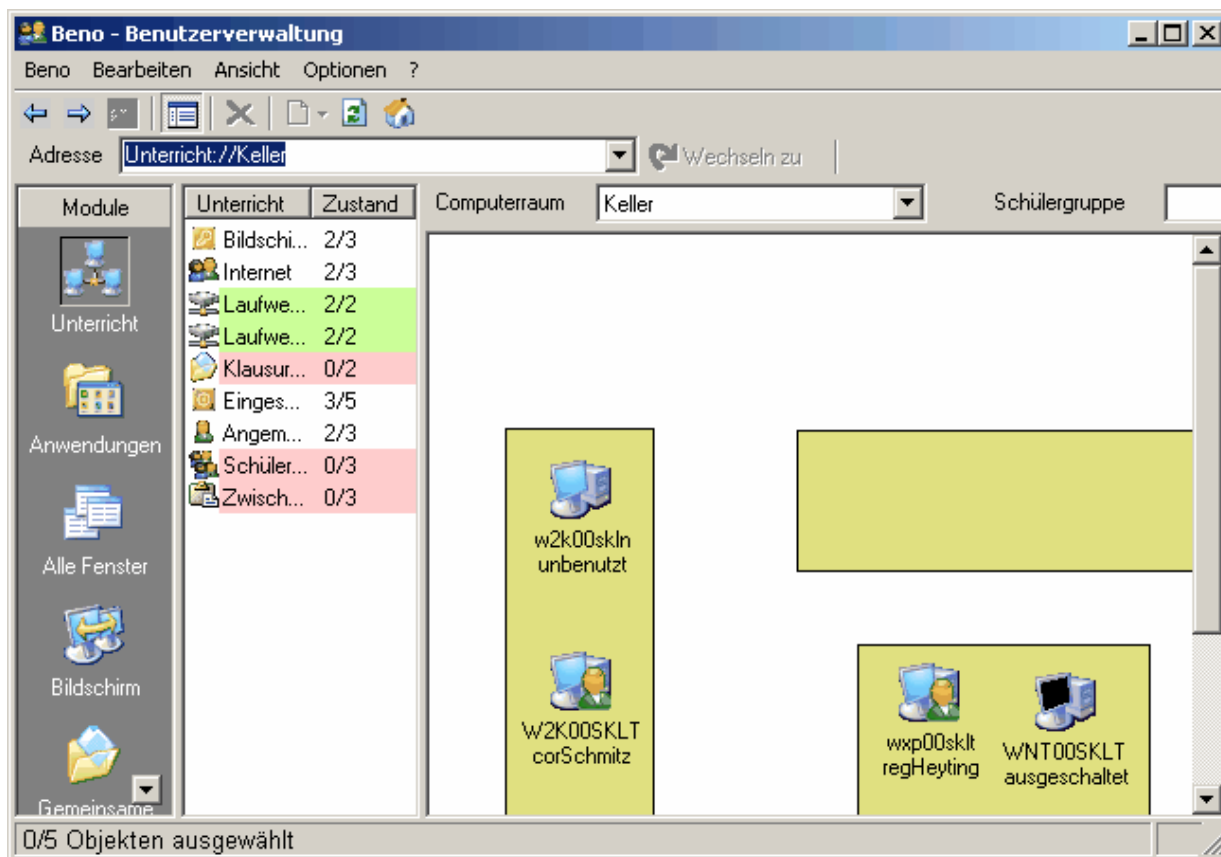 Beno - Benutzerverwaltung
Beno Bearbeiten Ansicht Optionen ?
Adresse Unterricht://Keller Wechseln zu
Module
Unterricht
Anwendungen
Alle Fenster
Bildschirm
Gemeinsame
Unterricht Zustand
Bildschi... 2/3
Internet 2/3
Laufwe... 2/2
Laufwe... 2/2
Klausur... 0/2
Einges... 3/5
Angem... 2/3
Schüler... 0/3
Zwisch... 0/3
Computerraum Keller Schülergruppe
w2k00skln
unbenutzt
W2K00SKLT
corSchmitz
wxp00sklt
regHeyting
WNT00SKLT
ausgeschaltet
0/5 Objekten ausgewählt